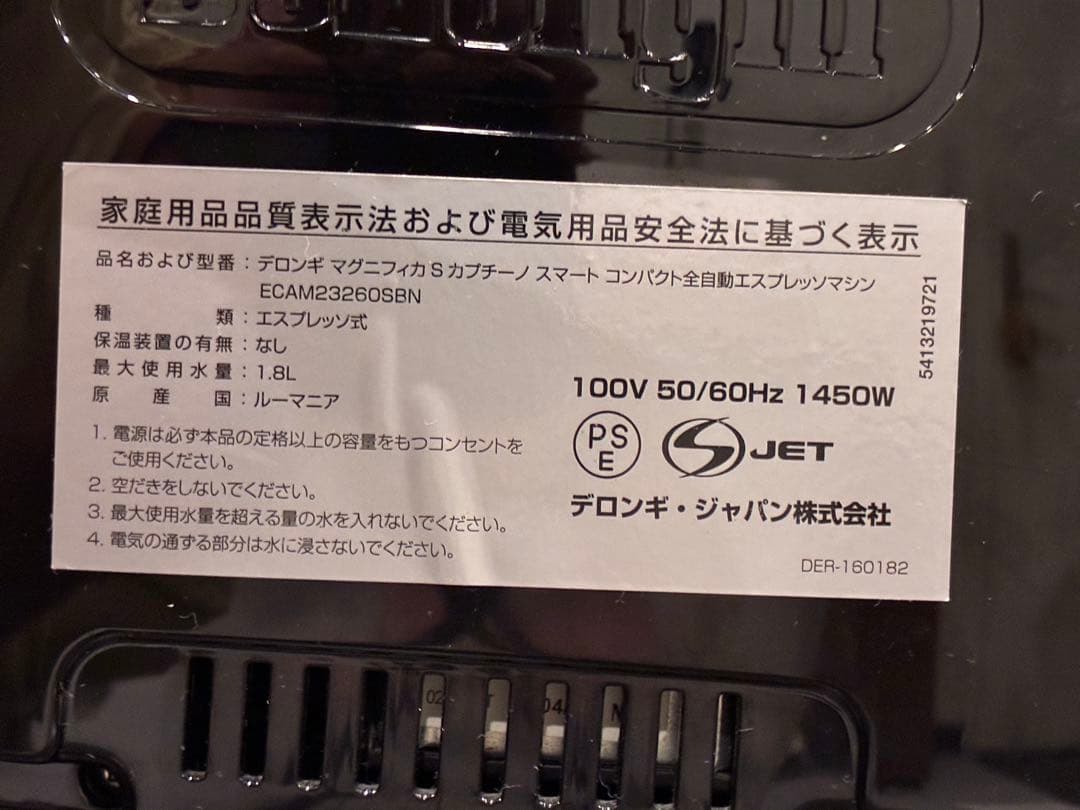 DeLonghi
家庭用品品質表示法および電気用品安全法に基づく表示
品名および型番：デロンギ マグニフィカ S カプチーノ スマート コンパクト全自動エスプレッソマシン
ECAM23260SBN
種類：エスプレッソ式
保温装置の有無：なし
最大使用水量：1.8L
原産国：ルーマニア
1. 電源は必ず本品の定格以上の容量をもつコンセントを
ご使用ください。
2. 空だきをしないでください。
3. 最大使用水量を超える量の水を入れないでください。
4. 電気の通ずる部分は水に浸さないでください。
5413219721
100V 50/60Hz 1450W
PS
E
S JET
デロンギ・ジャパン株式会社
DER-160182
02
04